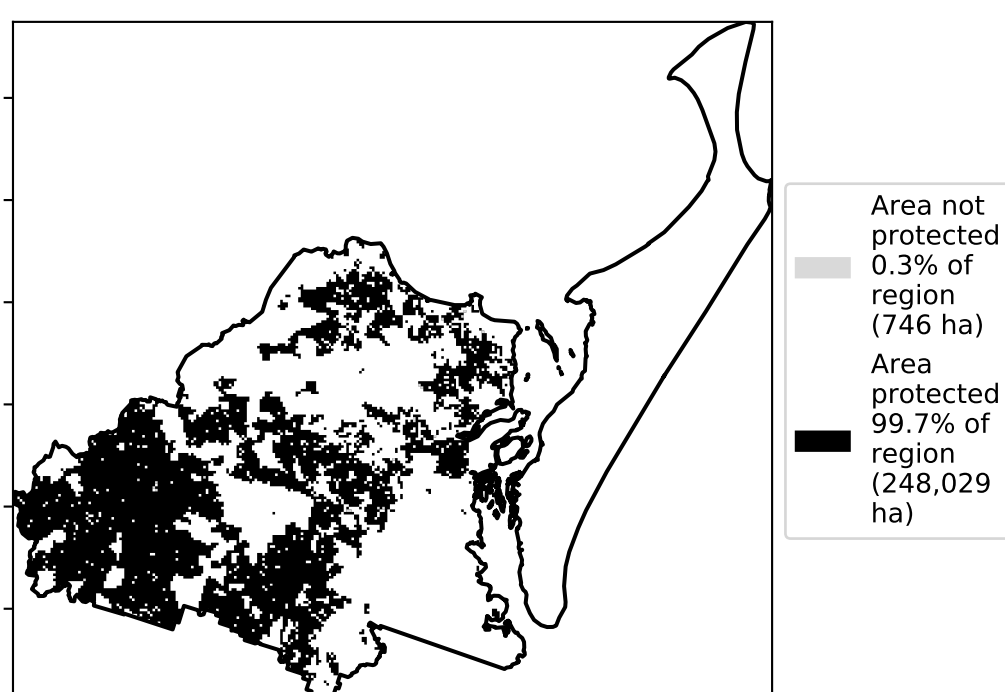 Area not
protected
0.3% of
region
(746 ha)
Area
protected
99.7% of
region
(248,029
ha)